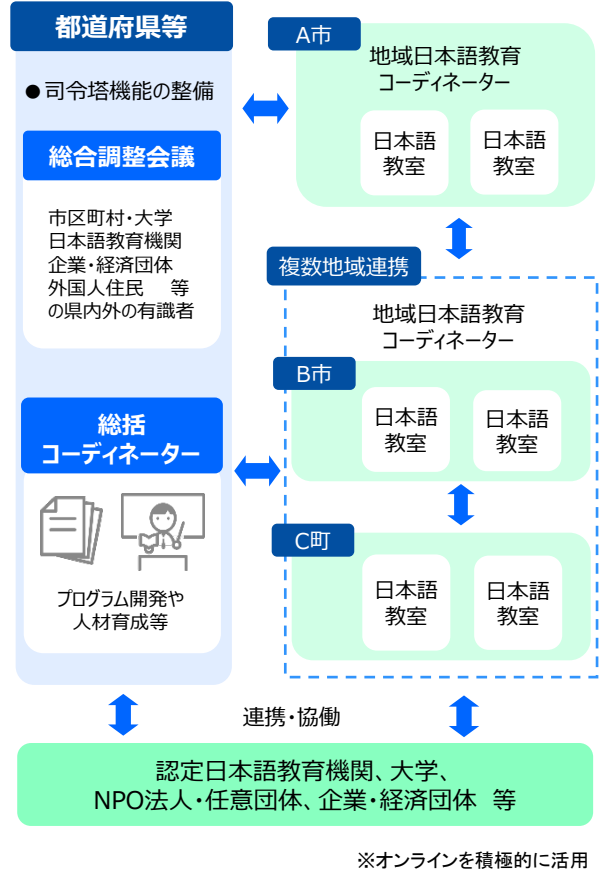 都道府県等
●司令塔機能の整備
総合調整会議
市区町村・大学
日本語教育機関
企業・経済団体
外国人住民　等
の県内外の有識者
総括
コーディネーター
プログラム開発や
人材育成等
A市
地域日本語教育
コーディネーター
日本語
教室
日本語
教室
複数地域連携
地域日本語教育
コーディネーター
B市
日本語
教室
日本語
教室
C町
日本語
教室
日本語
教室
連携・協働
認定日本語教育機関、大学、
NPO法人・任意団体、企業・経済団体　等
※オンラインを積極的に活用